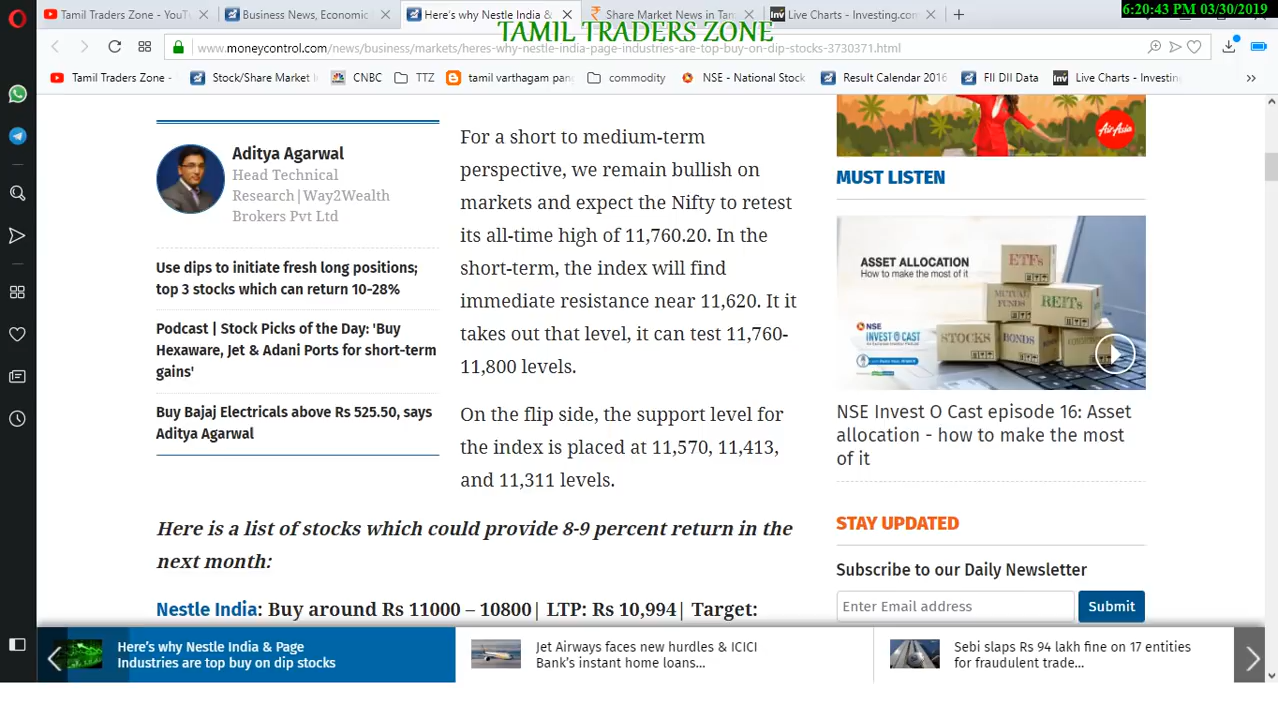 Tamil Traders Zone - YouT
Business News, Economic
Here's why Nestle India &
Share Market News in Tam
Live Charts - Investing.com
6:20:43 PM 03/30/2019
TAMIL TRADERS ZONE
www.moneycontrol.com/news/business/markets/heres-why-nestle-india-page-industries-are-top-buy-on-dip-stocks-3730371.html
Tamil Traders Zone -
Stock/Share Market I
CNBC
TTZ
tamil varthagam pan
commodity
NSE - National Stock
Result Calendar 2016
FII DII Data
Live Charts - Investin
Aditya Agarwal
Head Technical
Research|Way2Wealth
Brokers Pvt Ltd
Use dips to initiate fresh long positions;
top 3 stocks which can return 10-28%
Podcast | Stock Picks of the Day: 'Buy
Hexaware, Jet & Adani Ports for short-term
gains'
Buy Bajaj Electricals above Rs 525.50, says
Aditya Agarwal
For a short to medium-term
perspective, we remain bullish on
markets and expect the Nifty to retest
its all-time high of 11,760.20. In the
short-term, the index will find
immediate resistance near 11,620. It it
takes out that level, it can test 11,760-
11,800 levels.
On the flip side, the support level for
the index is placed at 11,570, 11,413,
and 11,311 levels.
Here is a list of stocks which could provide 8-9 percent return in the
next month:
Nestle India: Buy around Rs 11000 – 10800| LTP: Rs 10,994| Target:
AirAsia
MUST LISTEN
ASSET ALLOCATION
How to make the most of it
NSE
INVEST O CAST
ETFs
MUTUAL
FUNDS
REITs
STOCKS
BONDS
NSE Invest O Cast episode 16: Asset
allocation - how to make the most
of it
STAY UPDATED
Subscribe to our Daily Newsletter
Enter Email address
Submit
Here's why Nestle India & Page
Industries are top buy on dip stocks
Jet Airways faces new hurdles & ICICI
Bank's instant home loans...
Sebi slaps Rs 94 lakh fine on 17 entities
for fraudulent trade...